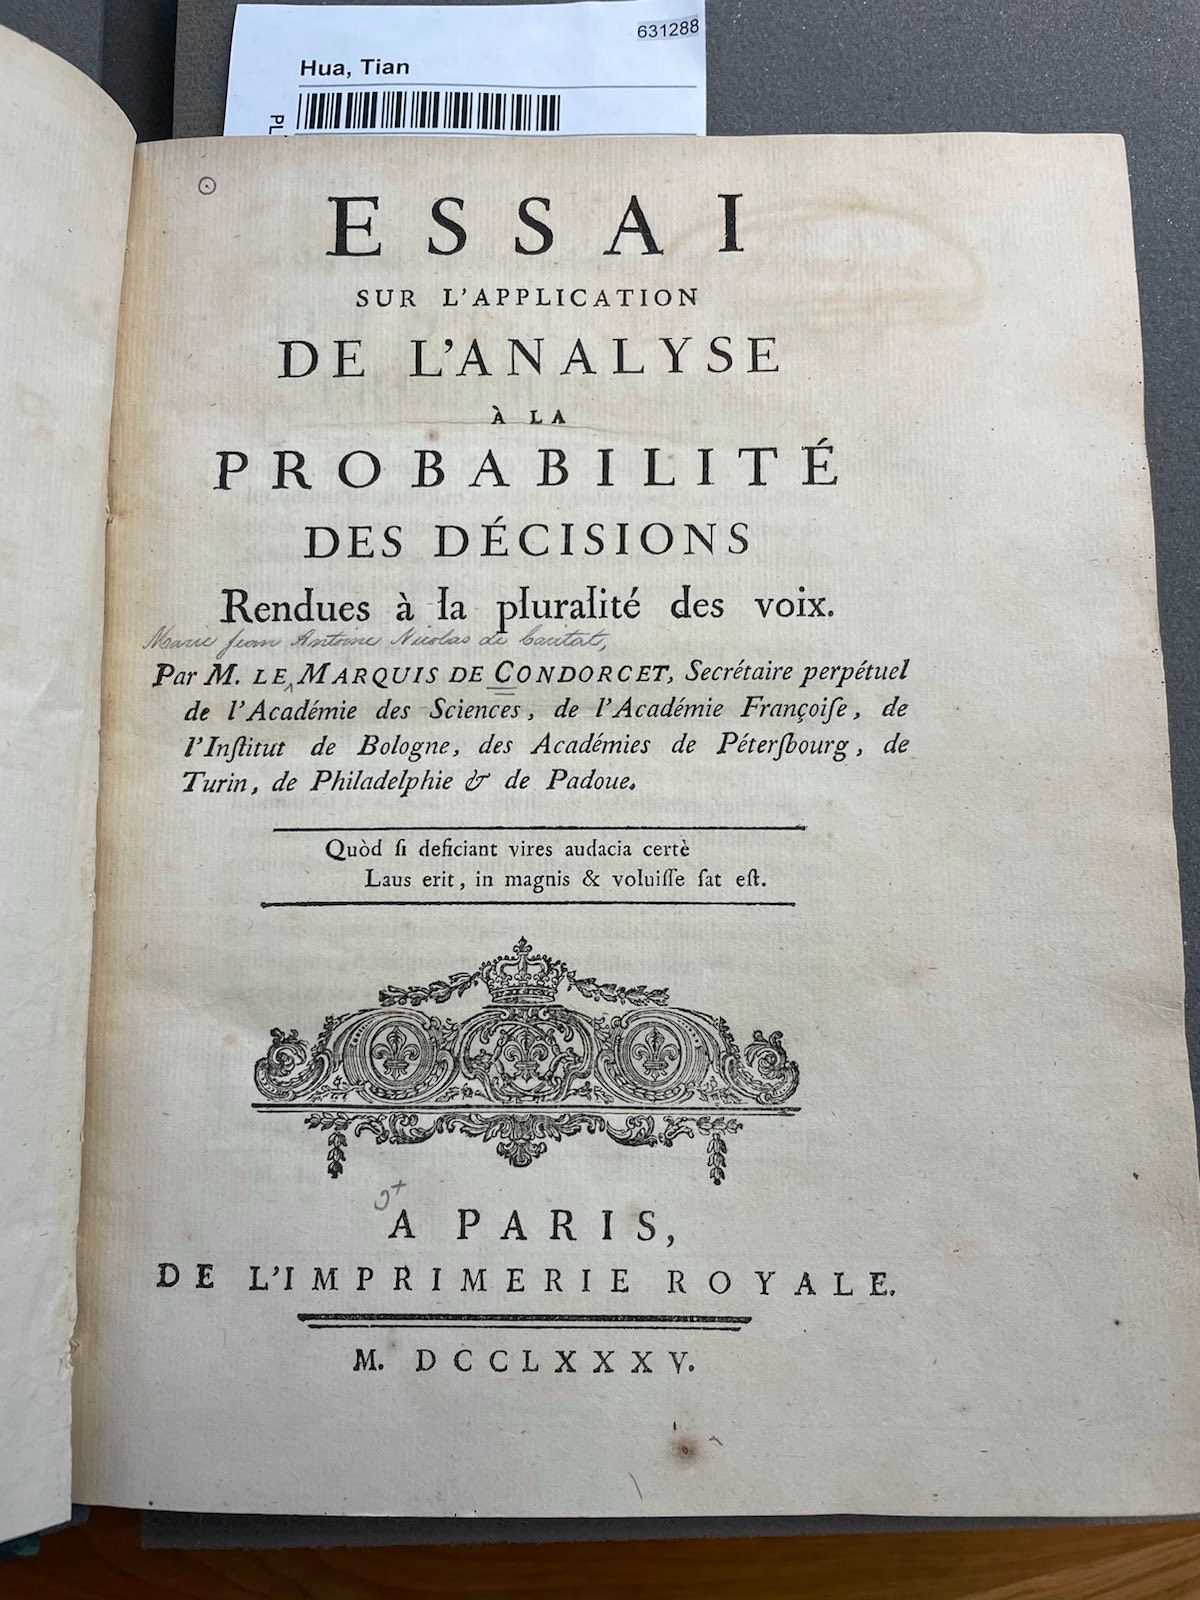 631288
Hua, Tian
ESSAI
SUR L'APPLICATION
DE L'ANALYSE
À LA
PROBABILITÉ
DES DÉCISIONS
Rendues à la pluralité des voix.
Marie Jean Antoine Nicolas de Caritat,
Par M. LE MARQUIS DE CONDORCET, Secrétaire perpétuel
de l'Académie des Sciences, de l'Académie Françoiſe, de
l'Inſtitut de Bologne, des Académies de Péterſbourg, de
Turin, de Philadelphie & de Padoue.
Quòd ſi deficiant vires audacia certè
Laus erit, in magnis & voluiſſe ſat eſt.
A PARIS,
DE L'IMPRIMERIE ROYALE.
M. DCCLXXXV.